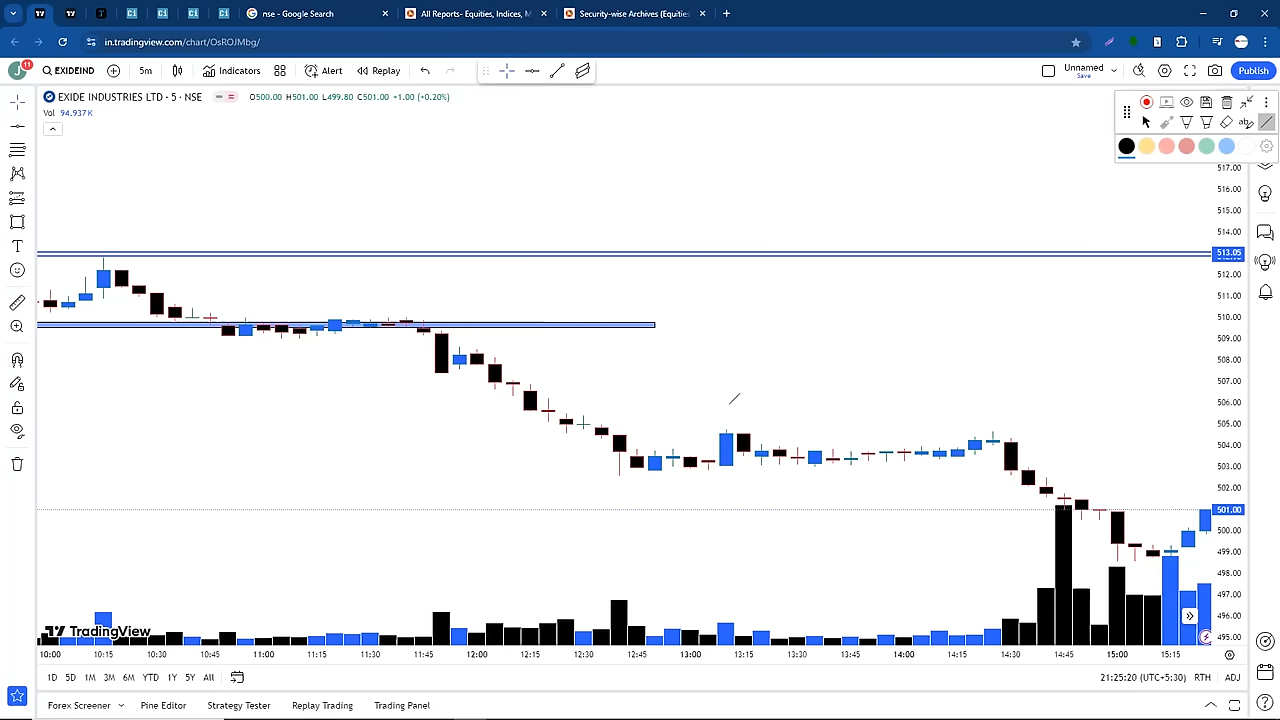 nse - Google Search
All Reports- Equities, Indices, M
Security-wise Archives (Equities
in.tradingview.com/chart/OsROJMbg/
11
EXIDEIND
5m
Indicators
Alert
Replay
Unnamed
Save
Publish
EXIDE INDUSTRIES LTD · 5 · NSE
O500.00 H501.00 L499.80 C501.00 +1.00 (+0.20%)
Vol 94.937K
517.00
516.00
515.00
514.00
513.05
512.00
511.00
510.00
509.00
508.00
507.00
506.00
505.00
504.00
503.00
502.00
501.00
500.00
499.00
498.00
497.00
496.00
495.00
TradingView
10:00 10:15 10:30 10:45 11:00 11:15 11:30 11:45 12:00 12:15 12:30 12:45 13:00 13:15 13:30 13:45 14:00 14:15 14:30 14:45 15:00 15:15
1D 5D 1M 3M 6M YTD 1Y 5Y All
21:25:20 (UTC+5:30) RTH ADJ
Forex Screener Pine Editor Strategy Tester Replay Trading Trading Panel